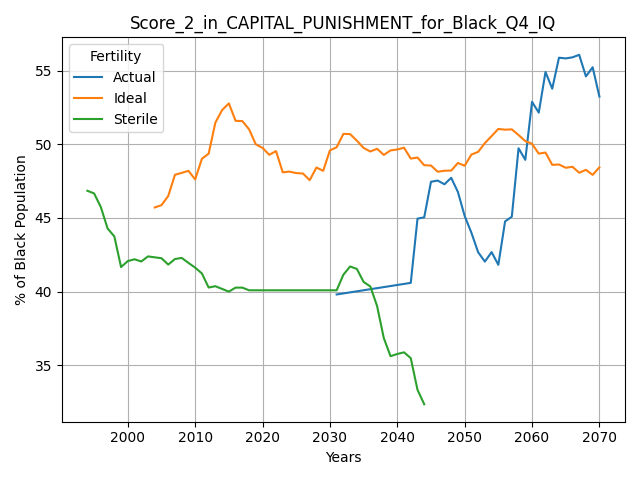 Score_2_in_CAPITAL_PUNISHMENT_for_Black_Q4_IQ
Fertility
Actual
Ideal
Sterile
55
50
45
40
35
% of Black Population
2000 2010 2020 2030 2040 2050 2060 2070
Years